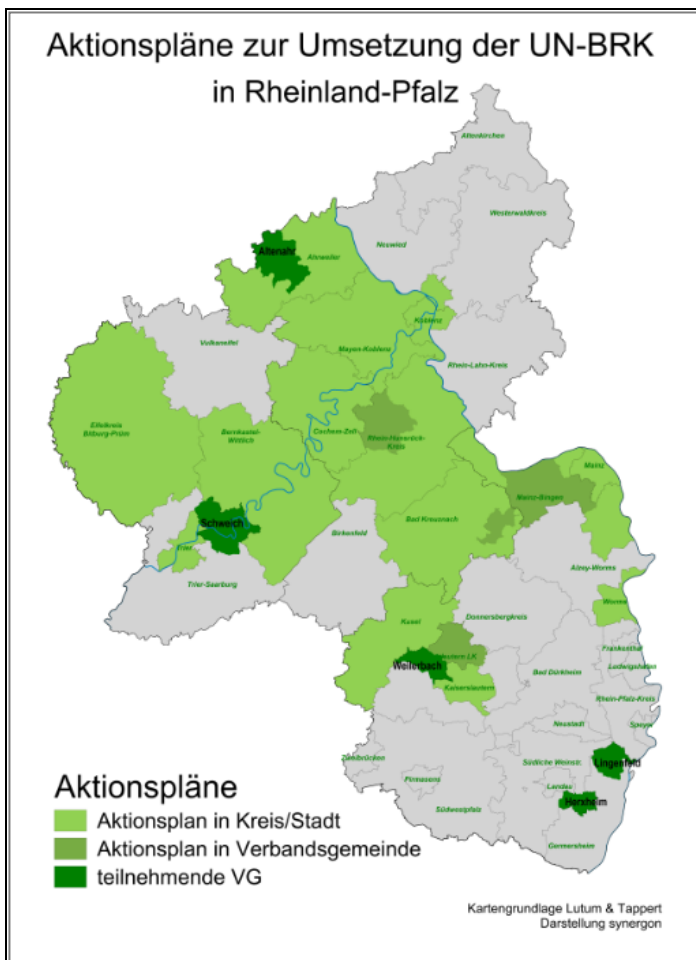 Aktionspläne zur Umsetzung der UN-BRK
in Rheinland-Pfalz
Altenkirchen
Westerwaldkreis
Neuwied
Altenahr
Ahrweiler
Koblenz
Vulkaneifel
Mayen-Koblenz
Rhein-Lahn-Kreis
Eifelkreis
Bitburg-Prüm
Bernkastel-
Wittlich
Cochem-Zell
Rhein-Hunsrück-
Kreis
Mainz
Mainz-Bingen
Schweich
Bad Kreuznach
Birkenfeld
Trier
Alzey-Worms
Trier-Saarburg
Worms
Kusel
Donnersbergkreis
Frankenthal
Weilerbach
Bad Dürkheim
Ludwigshafen
Kaiserslautern
Rhein-Pfalz-Kreis
Neustadt
Speyer
Zweibrücken
Südliche Weinstr.
Lingenfeld
Pirmasens
Landau
Herxheim
Südwestpfalz
Germersheim
Aktionspläne
Aktionsplan in Kreis/Stadt
Aktionsplan in Verbandsgemeinde
teilnehmende VG
Kartengrundlage Lutum & Tappert
Darstellung synergon